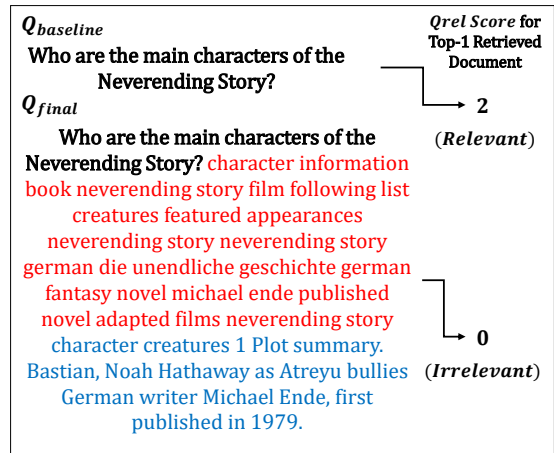 Q_baseline
Who are the main characters of the
Neverending Story?
Qrel Score for
Top-1 Retrieved
Document
2
(Relevant)
Q_final
Who are the main characters of the
Neverending Story? character information
book neverending story film following list
creatures featured appearances
neverending story neverending story
german die unendliche geschichte german
fantasy novel michael ende published
novel adapted films neverending story
character creatures 1 Plot summary.
Bastian, Noah Hathaway as Atreyu bullies
German writer Michael Ende, first
published in 1979.
0
(Irrelevant)